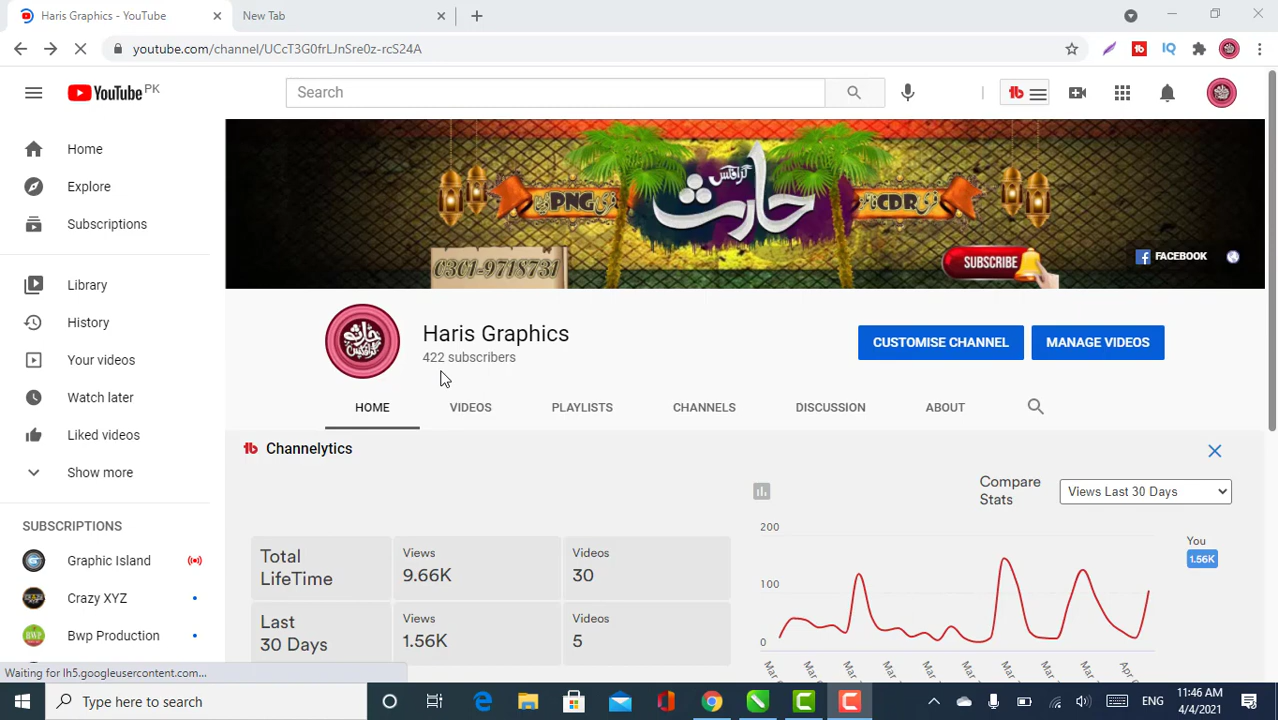 Haris Graphics - YouTube
New Tab
youtube.com/channel/UCcT3G0frLJnSre0z-rcS24A
IQ
YouTube PK
Search
tb
Home
Explore
Subscriptions
Library
History
Your videos
Watch later
Liked videos
Show more
SUBSCRIPTIONS
Graphic Island
Crazy XYZ
Bwp Production
PNG
گرافکس
حارث
CDR
0301-9718731
SUBSCRIBE
FACEBOOK
Haris Graphics
422 subscribers
CUSTOMISE CHANNEL
MANAGE VIDEOS
HOME
VIDEOS
PLAYLISTS
CHANNELS
DISCUSSION
ABOUT
tb Channelytics
Compare Stats
Views Last 30 Days
Total LifeTime
Views
9.66K
Videos
30
Last 30 Days
Views
1.56K
Videos
5
200
100
0
You
1.56K
Waiting for lh5.googleusercontent.com...
Type here to search
ENG
11:46 AM
4/4/2021